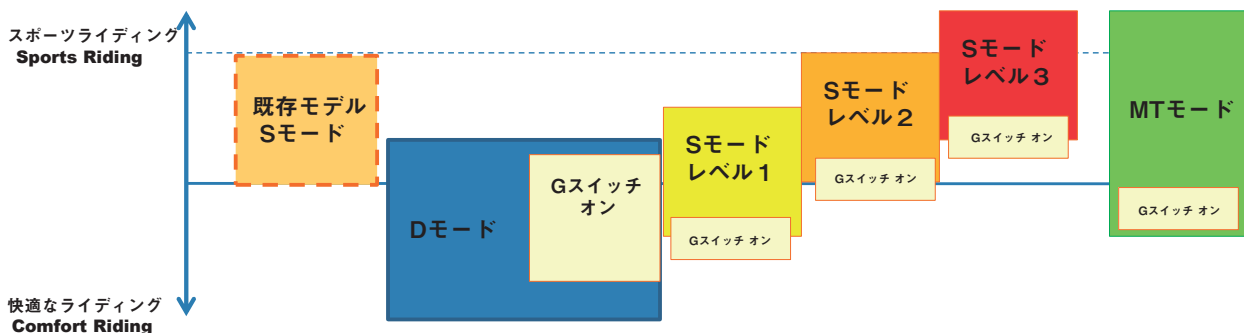 スポーツライディング
Sports Riding
既存モデル
Sモード
Dモード
Gスイッチ
オン
Sモード
レベル1
Gスイッチ オン
Sモード
レベル2
Gスイッチ オン
Sモード
レベル3
Gスイッチ オン
MTモード
Gスイッチ オン
快適なライディング
Comfort Riding